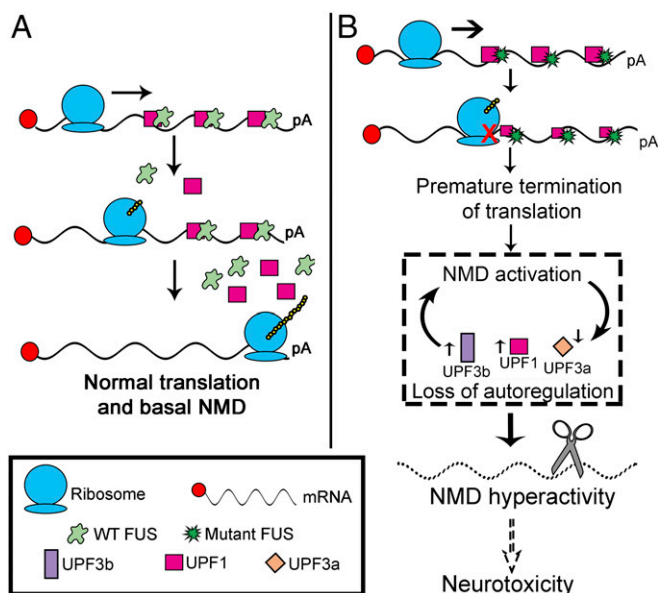 A
pA
pA
pA
Normal translation
and basal NMD
B
pA
X
pA
Premature termination
of translation
NMD activation
UPF3b
UPF1
UPF3a
Loss of autoregulation
NMD hyperactivity
Neurotoxicity
Ribosome
mRNA
WT FUS
Mutant FUS
UPF3b
UPF1
UPF3a